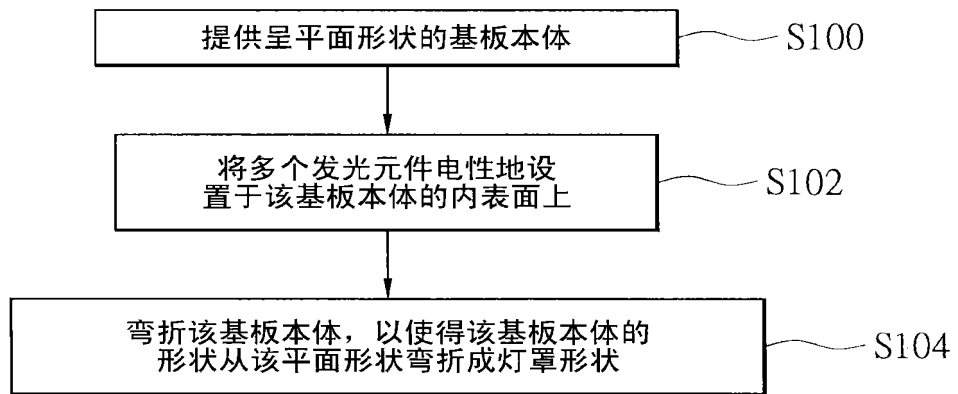 提供呈平面形状的基板本体
S100
将多个发光元件电性地设
置于该基板本体的内表面上
S102
弯折该基板本体，以使得该基板本体的
形状从该平面形状弯折成灯罩形状
S104